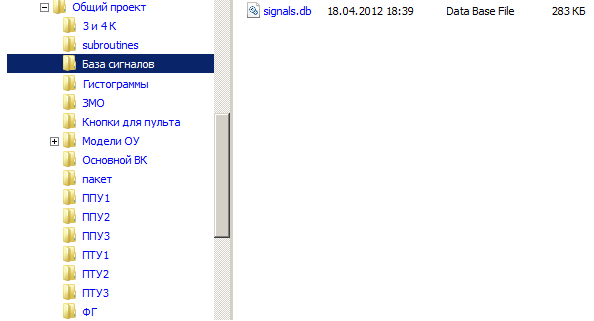 Общий проект
3 и 4 К
subroutines
База сигналов
Гистограммы
ЗМО
Кнопки для пульта
Модели ОУ
Основной ВК
пакет
ППУ1
ППУ2
ППУ3
ПТУ1
ПТУ2
ПТУ3
ФГ
signals.db 18.04.2012 18:39 Data Base File 283 КБ